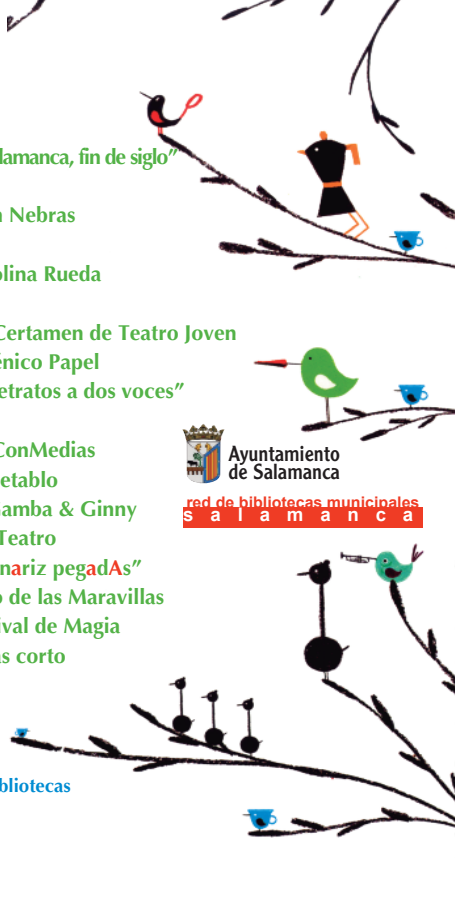 lamanca, fin de siglo”
n Nebras
olina Rueda
Certamen de Teatro Joven
énico Papel
etratos a dos voces”
ConMedias
etablo
amba & Ginny
Teatro
nariz pegadAs”
o de las Maravillas
ival de Magia
ás corto
Ayuntamiento
de Salamanca
red de bibliotecas municipales
salamanca
bliotecas